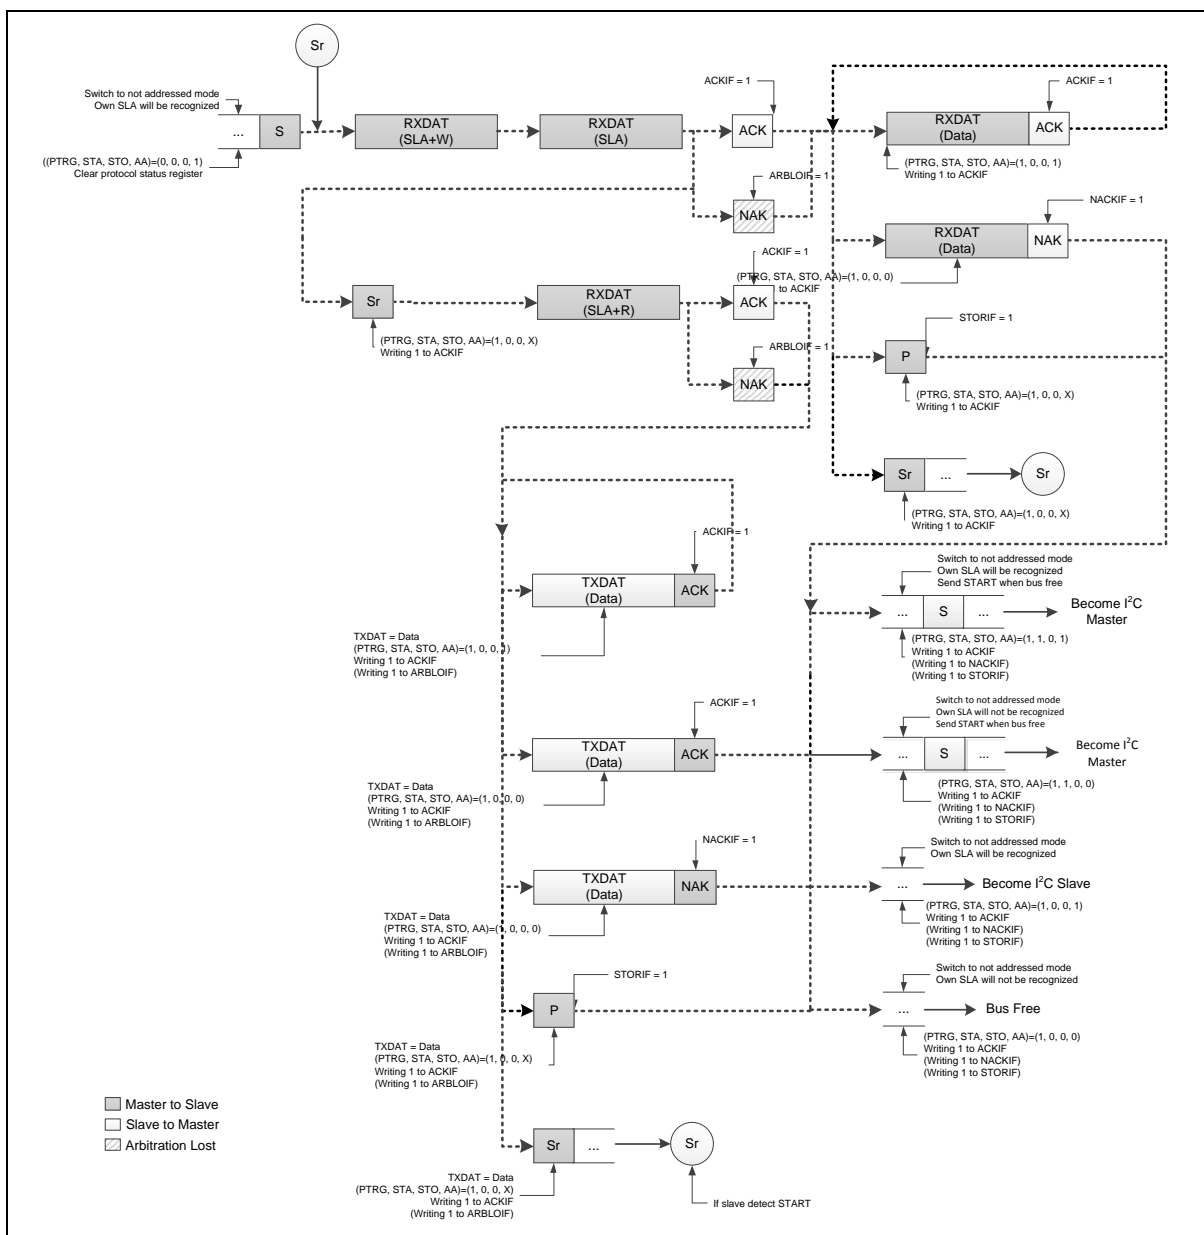 Sr
Switch to not addressed mode
Own SLA will be recognized
...
S
((PTRG, STA, STO, AA)=(0, 0, 0, 1)
Clear protocol status register
RXDAT
(SLA+W)
RXDAT
(SLA)
ACKIF = 1
ACK
ARBLOIF = 1
NAK
ACKIF = 1
RXDAT
(Data)
ACK
(PTRG, STA, STO, AA)=(1, 0, 0, 1)
Writing 1 to ACKIF
NACKIF = 1
RXDAT
(Data)
NAK
(PTRG, STA, STO, AA)=(1, 0, 0, 0)
to ACKIF
Sr
(PTRG, STA, STO, AA)=(1, 0, 0, X)
Writing 1 to ACKIF
RXDAT
(SLA+R)
ACKIF = 1
ACK
ARBLOIF = 1
NAK
STORIF = 1
P
(PTRG, STA, STO, AA)=(1, 0, 0, X)
Writing 1 to ACKIF
Sr
...
Sr
(PTRG, STA, STO, AA)=(1, 0, 0, X)
Writing 1 to ACKIF
ACKIF = 1
TXDAT
(Data)
ACK
TXDAT = Data
(PTRG, STA, STO, AA)=(1, 0, 0, 1)
Writing 1 to ACKIF
(Writing 1 to ARBLOIF)
Switch to not addressed mode
Own SLA will be recognized
Send START when bus free
...
S
...
Become I²C
Master
(PTRG, STA, STO, AA)=(1, 1, 0, 1)
Writing 1 to ACKIF
(Writing 1 to NACKIF)
(Writing 1 to STORIF)
ACKIF = 1
TXDAT
(Data)
ACK
TXDAT = Data
(PTRG, STA, STO, AA)=(1, 0, 0, 0)
Writing 1 to ACKIF
(Writing 1 to ARBLOIF)
Switch to not addressed mode
Own SLA will not be recognized
Send START when bus free
...
S
...
Become I²C
Master
(PTRG, STA, STO, AA)=(1, 1, 0, 0)
Writing 1 to ACKIF
(Writing 1 to NACKIF)
(Writing 1 to STORIF)
NACKIF = 1
TXDAT
(Data)
NAK
TXDAT = Data
(PTRG, STA, STO, AA)=(1, 0, 0, 0)
Writing 1 to ACKIF
(Writing 1 to ARBLOIF)
Switch to not addressed mode
Own SLA will be recognized
...
Become I²C Slave
(PTRG, STA, STO, AA)=(1, 0, 0, 1)
Writing 1 to ACKIF
(Writing 1 to NACKIF)
(Writing 1 to STORIF)
STORIF = 1
P
TXDAT = Data
(PTRG, STA, STO, AA)=(1, 0, 0, X)
Writing 1 to ACKIF
(Writing 1 to ARBLOIF)
Switch to not addressed mode
Own SLA will not be recognized
...
Bus Free
(PTRG, STA, STO, AA)=(1, 0, 0, 0)
Writing 1 to ACKIF
(Writing 1 to NACKIF)
(Writing 1 to STORIF)
Master to Slave
Slave to Master
Arbitration Lost
Sr
...
Sr
TXDAT = Data
(PTRG, STA, STO, AA)=(1, 0, 0, X)
Writing 1 to ACKIF
(Writing 1 to ARBLOIF)
If slave detect START